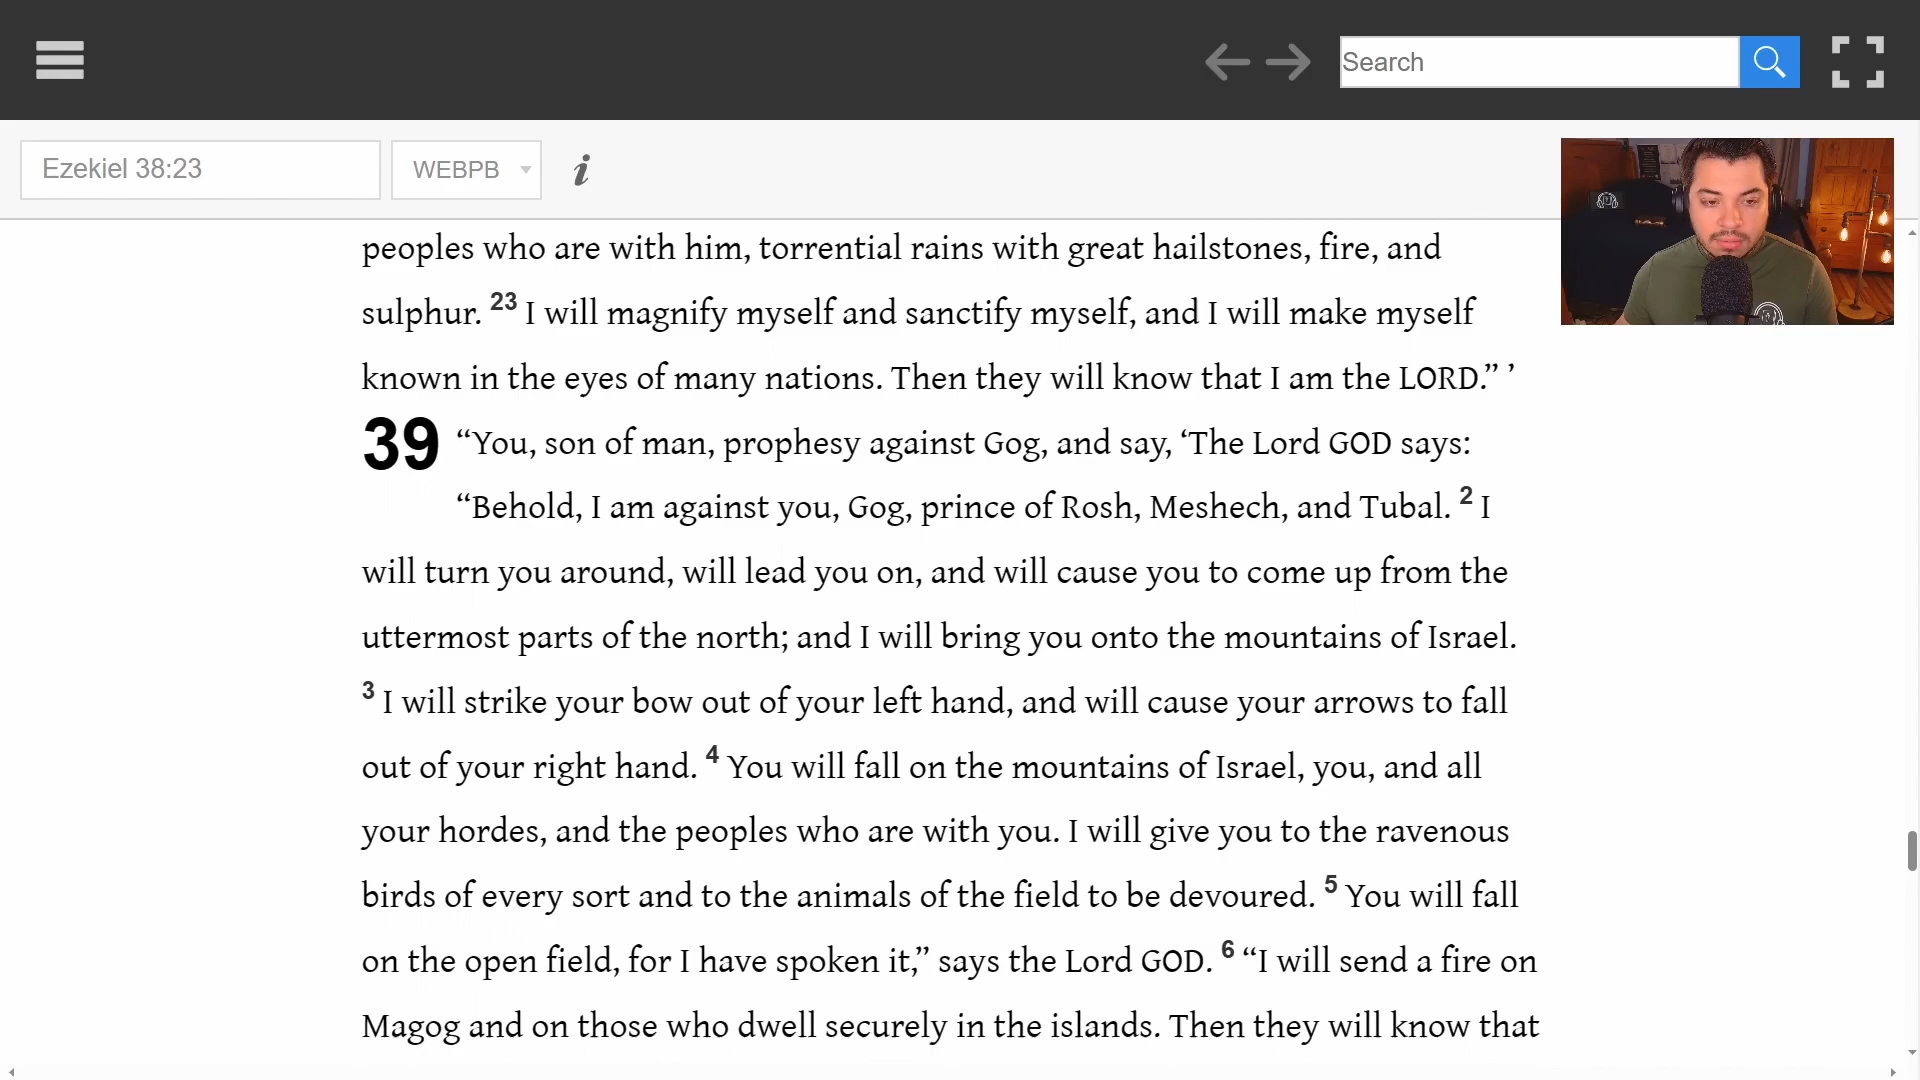 Search
Ezekiel 38:23
WEBPB
i
peoples who are with him, torrential rains with great hailstones, fire, and
sulphur. 23 I will magnify myself and sanctify myself, and I will make myself
known in the eyes of many nations. Then they will know that I am the LORD.” ’
39 “You, son of man, prophesy against Gog, and say, ‘The Lord GOD says:
“Behold, I am against you, Gog, prince of Rosh, Meshech, and Tubal. 2 I
will turn you around, will lead you on, and will cause you to come up from the
uttermost parts of the north; and I will bring you onto the mountains of Israel.
3 I will strike your bow out of your left hand, and will cause your arrows to fall
out of your right hand. 4 You will fall on the mountains of Israel, you, and all
your hordes, and the peoples who are with you. I will give you to the ravenous
birds of every sort and to the animals of the field to be devoured. 5 You will fall
on the open field, for I have spoken it,” says the Lord GOD. 6 “I will send a fire on
Magog and on those who dwell securely in the islands. Then they will know that